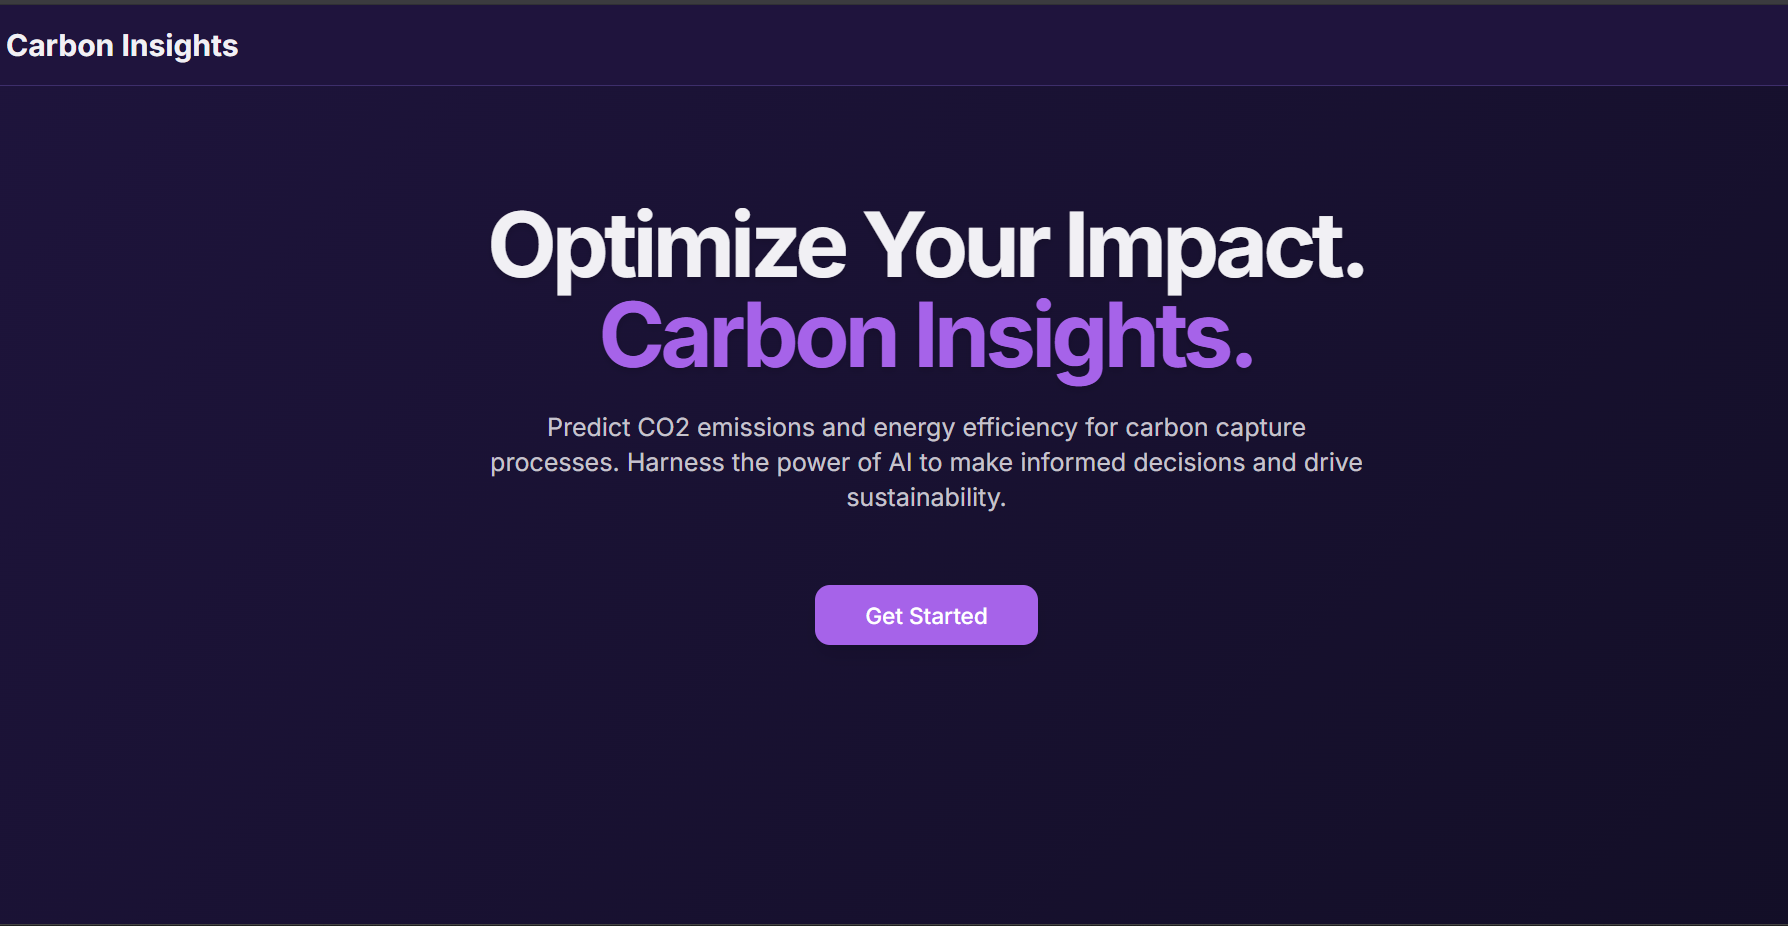 Carbon Insights
Optimize Your Impact.
Carbon Insights.
Predict CO2 emissions and energy efficiency for carbon capture
processes. Harness the power of AI to make informed decisions and drive
sustainability.
Get Started